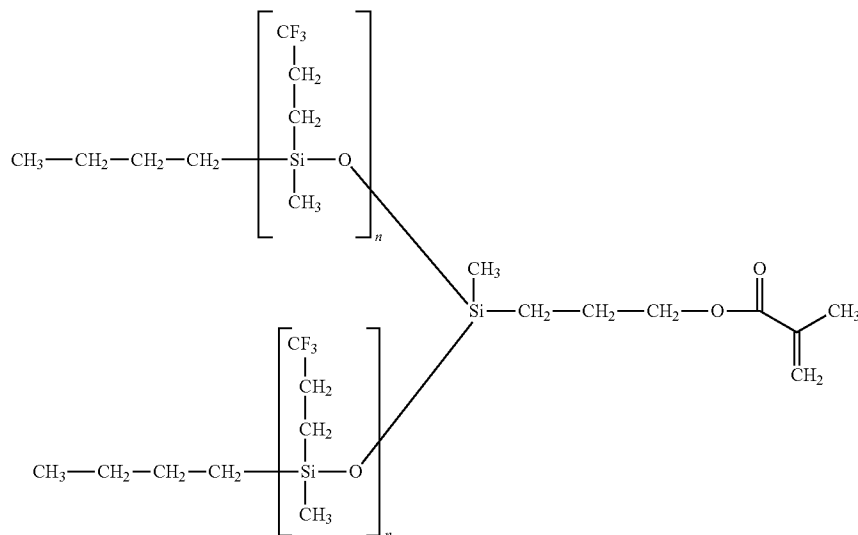 CF₃
CH₂
CH₂
CH₃—CH₂—CH₂—CH₂—Si—O
CH₃
n
CH₃
O
Si—CH₂—CH₂—CH₂—O
CH₃
CH₂
CF₃
CH₂
CH₂
CH₃—CH₂—CH₂—CH₂—Si—O
CH₃
n